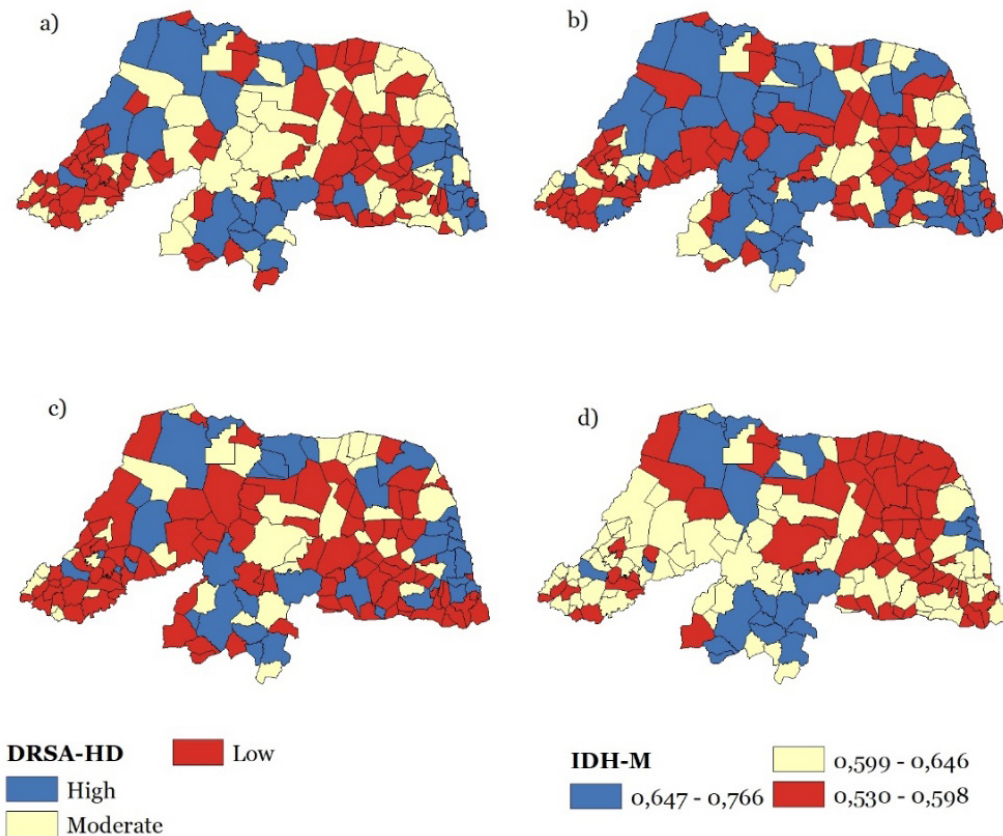 a)
b)
c)
d)
DRSA-HD
Low
High
Moderate
IDH-M
0,599 - 0,646
0,647 - 0,766
0,530 - 0,598